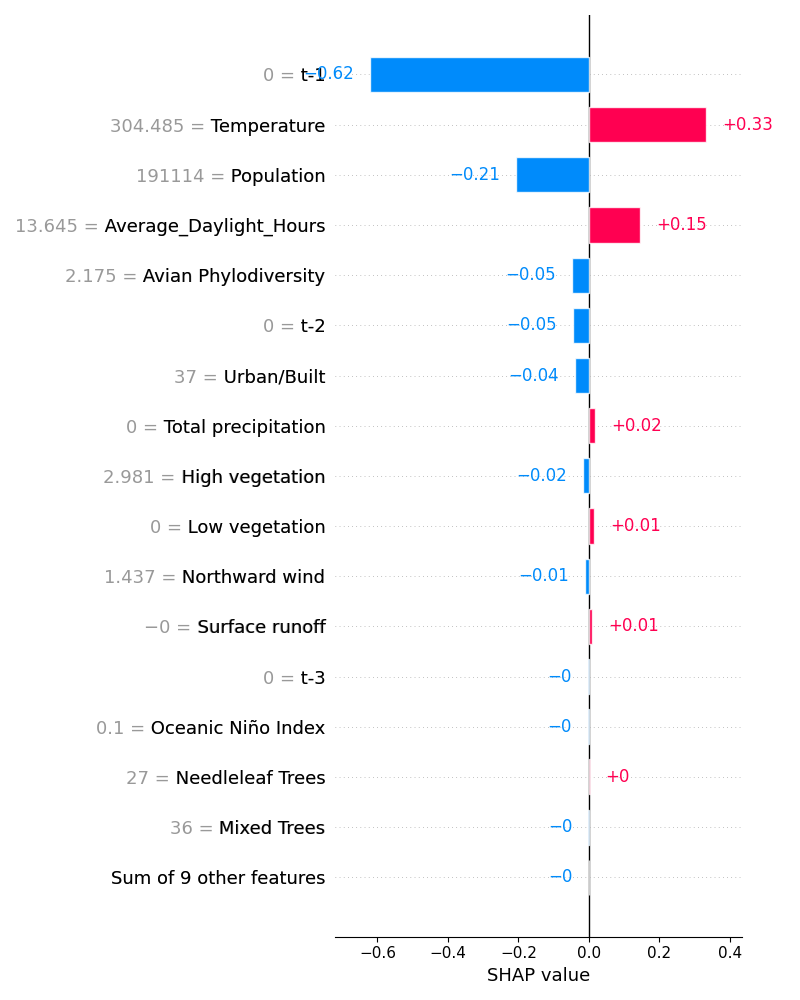 0 = t-1 −0.62
304.485 = Temperature +0.33
191114 = Population −0.21
13.645 = Average_Daylight_Hours +0.15
2.175 = Avian Phylodiversity −0.05
0 = t-2 −0.05
37 = Urban/Built −0.04
0 = Total precipitation +0.02
2.981 = High vegetation −0.02
0 = Low vegetation +0.01
1.437 = Northward wind −0.01
−0 = Surface runoff +0.01
0 = t-3 −0
0.1 = Oceanic Niño Index −0
27 = Needleleaf Trees +0
36 = Mixed Trees −0
Sum of 9 other features −0
−0.6 −0.4 −0.2 0.0 0.2 0.4
SHAP value